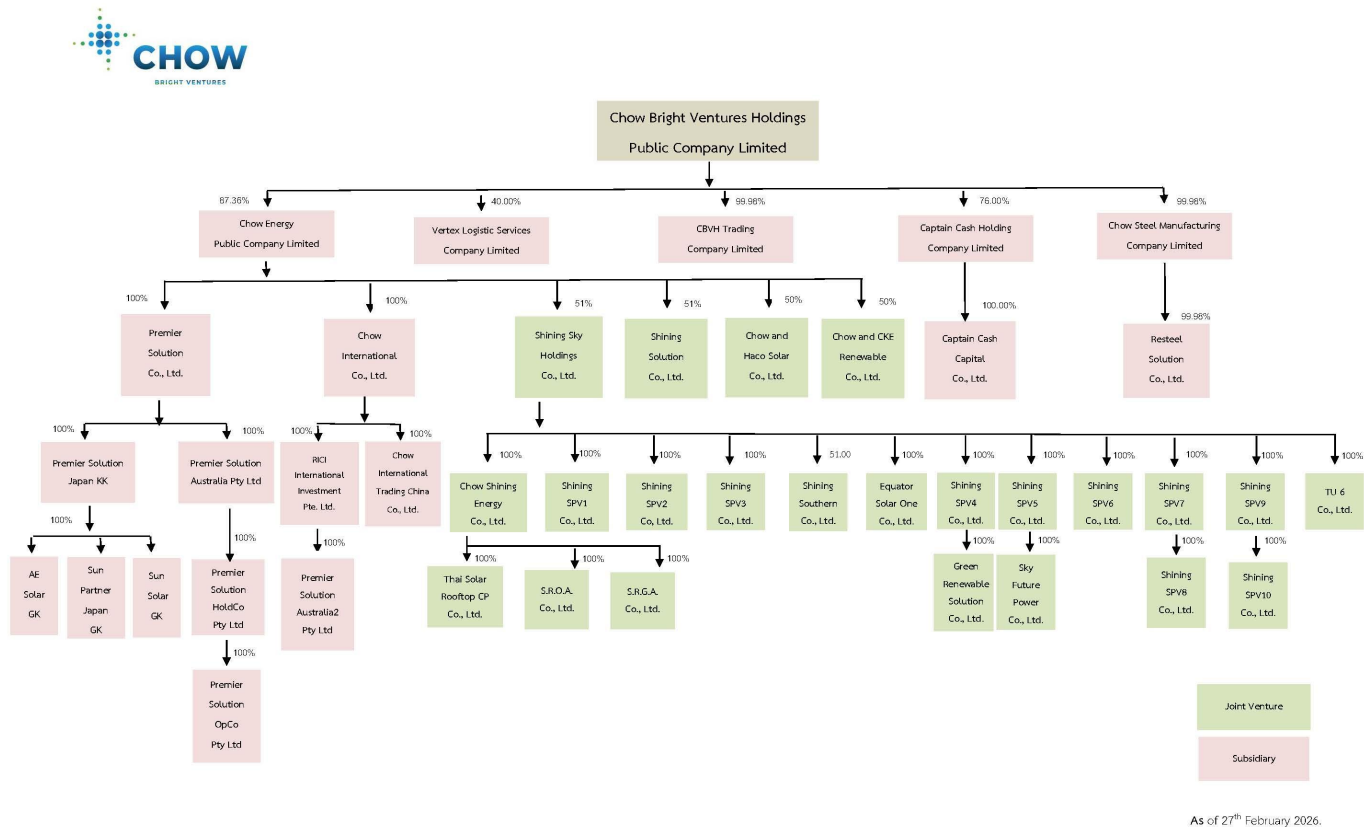 CHOW
BRIGHT VENTURES
Chow Bright Ventures Holdings
Public Company Limited
67.36%
40.00%
99.98%
76.00%
99.98%
Chow Energy
Public Company Limited
Vertex Logistic Services
Company Limited
CBVH Trading
Company Limited
Captain Cash Holding
Company Limited
Chow Steel Manufacturing
Company Limited
100%
100%
51%
51%
50%
50%
100.00%
99.98%
Premier
Solution
Co., Ltd.
Chow
International
Co., Ltd.
Shining Sky
Holdings
Co., Ltd.
Shining
Solution
Co., Ltd.
Chow and
Haco Solar
Co., Ltd.
Chow and CKE
Renewable
Co., Ltd.
Captain Cash
Capital
Co., Ltd.
Resteel
Solution
Co., Ltd.
100%
100%
100%
100%
Premier Solution
Japan KK
Premier Solution
Australia Pty Ltd
RICI
International
Investment
Pte. Ltd.
Chow
International
Trading China
Co., Ltd.
100%
100%
100%
100%
51.00
100%
100%
100%
100%
100%
100%
100%
Chow Shining
Energy
Co., Ltd.
Shining
SPV1
Co., Ltd.
Shining
SPV2
Co., Ltd.
Shining
SPV3
Co., Ltd.
Shining
Southern
Co., Ltd.
Equator
Solar One
Co., Ltd.
Shining
SPV4
Co., Ltd.
Shining
SPV5
Co., Ltd.
Shining
SPV6
Co., Ltd.
Shining
SPV7
Co., Ltd.
Shining
SPV9
Co., Ltd.
TU 6
Co., Ltd.
100%
100%
100%
100%
100%
100%
100%
100%
100%
100%
AE
Solar
GK
Sun
Partner
Japan
GK
Sun
Solar
GK
Premier
Solution
HoldCo
Pty Ltd
Premier
Solution
Australia2
Pty Ltd
Thai Solar
Rooftop CP
Co., Ltd.
S.R.O.A.
Co., Ltd.
S.R.G.A.
Co., Ltd.
Green
Renewable
Solution
Co., Ltd.
Sky
Future
Power
Co., Ltd.
Shining
SPV8
Co., Ltd.
Shining
SPV10
Co., Ltd.
100%
Premier
Solution
OpCo
Pty Ltd
Joint Venture
Subsidiary
As of 27th February 2026.